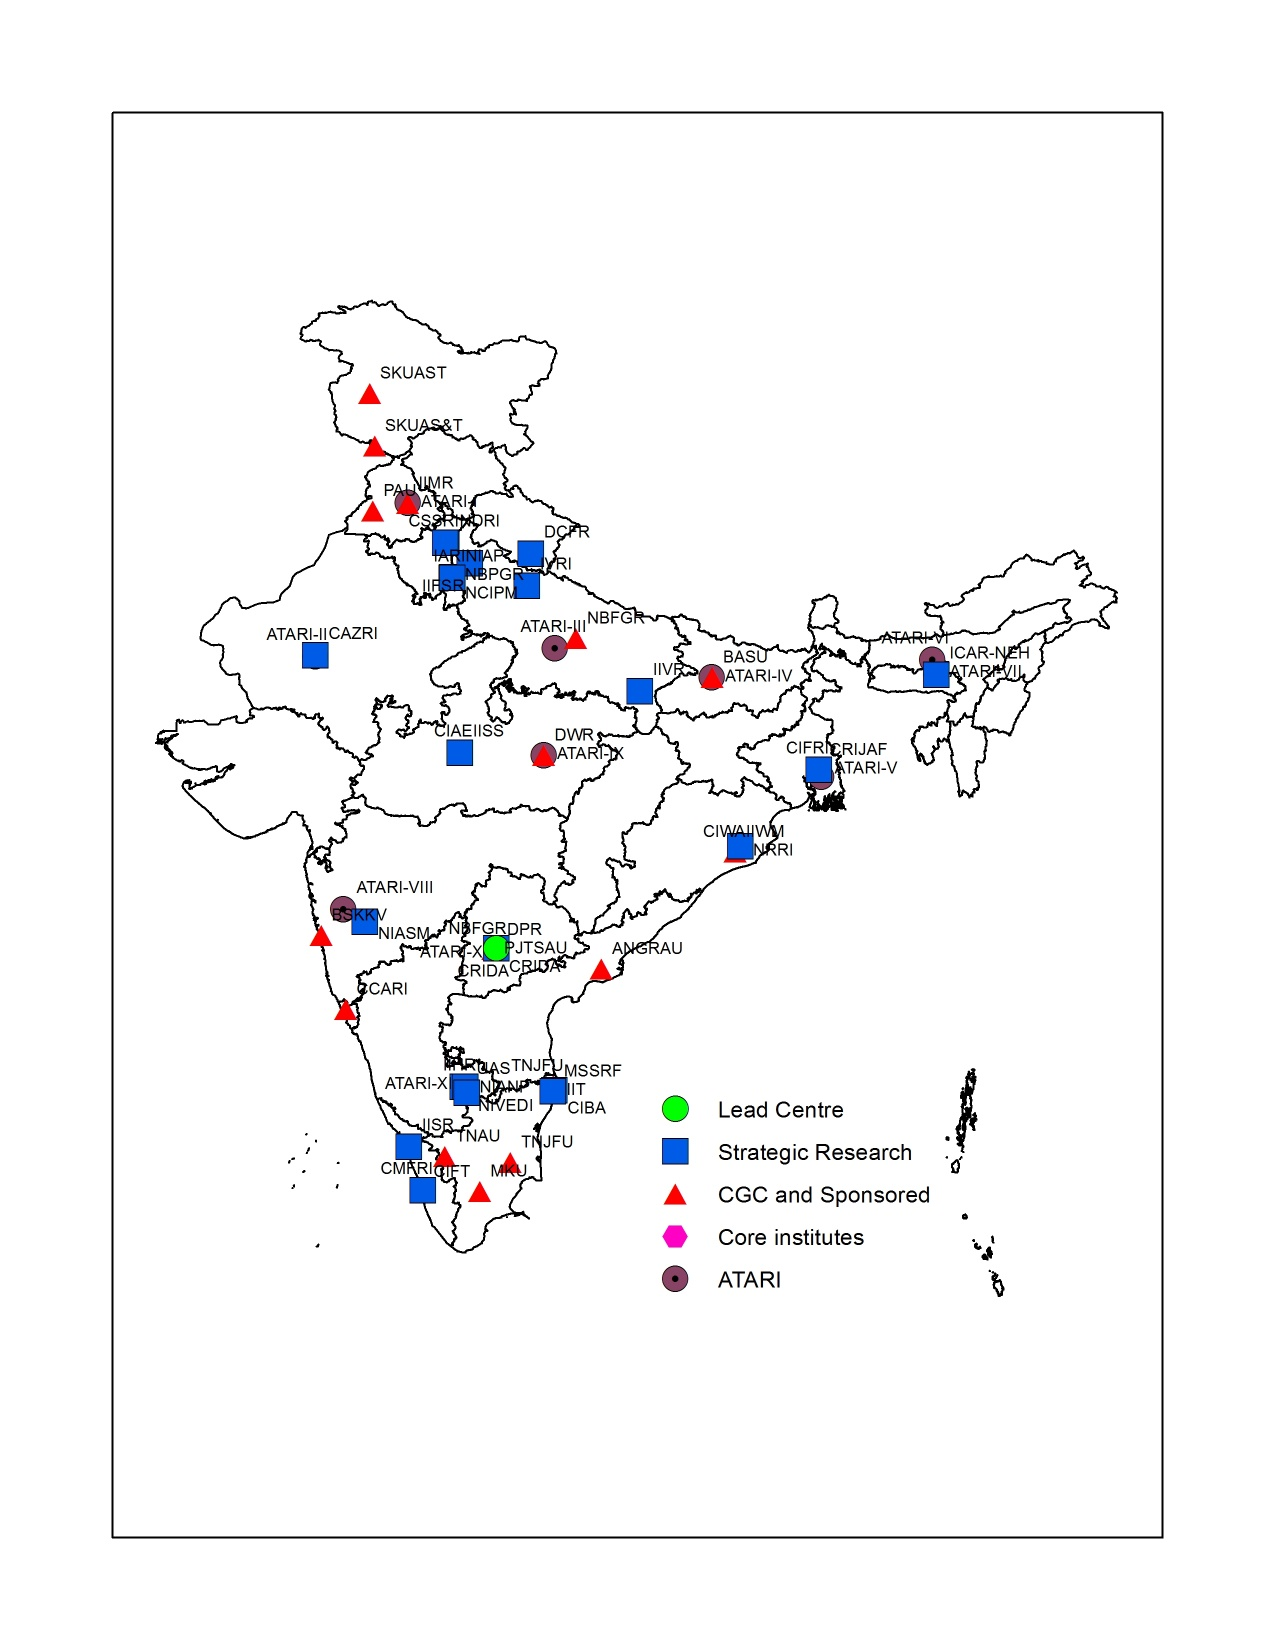 SKUAST
SKUAS&T
IIMR
PAU
ATARI-I
CSSRI
NDRI
DCFR
IARI
NIAP
IVRI
NBPGR
IIFSR
NCIPM
NBFGR
ATARI-III
ATARI-II
CAZRI
ATARI-VI
ICAR-NEH
ATARI-VII
BASU
IIVR
ATARI-IV
CIAE
IISS
DWR
ATARI-IX
CIFRI
CRIJAF
ATARI-V
CIWA
IIWM
NRRI
ATARI-VIII
BSKKV
NIASM
NBFGR
DPR
PJTSAU
ATARI-X
CRIDA
CRIDA
ANGRAU
CCARI
IIHR
UAS
TNJFU
MSSRF
ATARI-XI
NIANP
IIT
NIVEDI
CIBA
IISR
TNAU
TNJFU
CMFRI
CIFT
MKU
Lead Centre
Strategic Research
CGC and Sponsored
Core institutes
ATARI